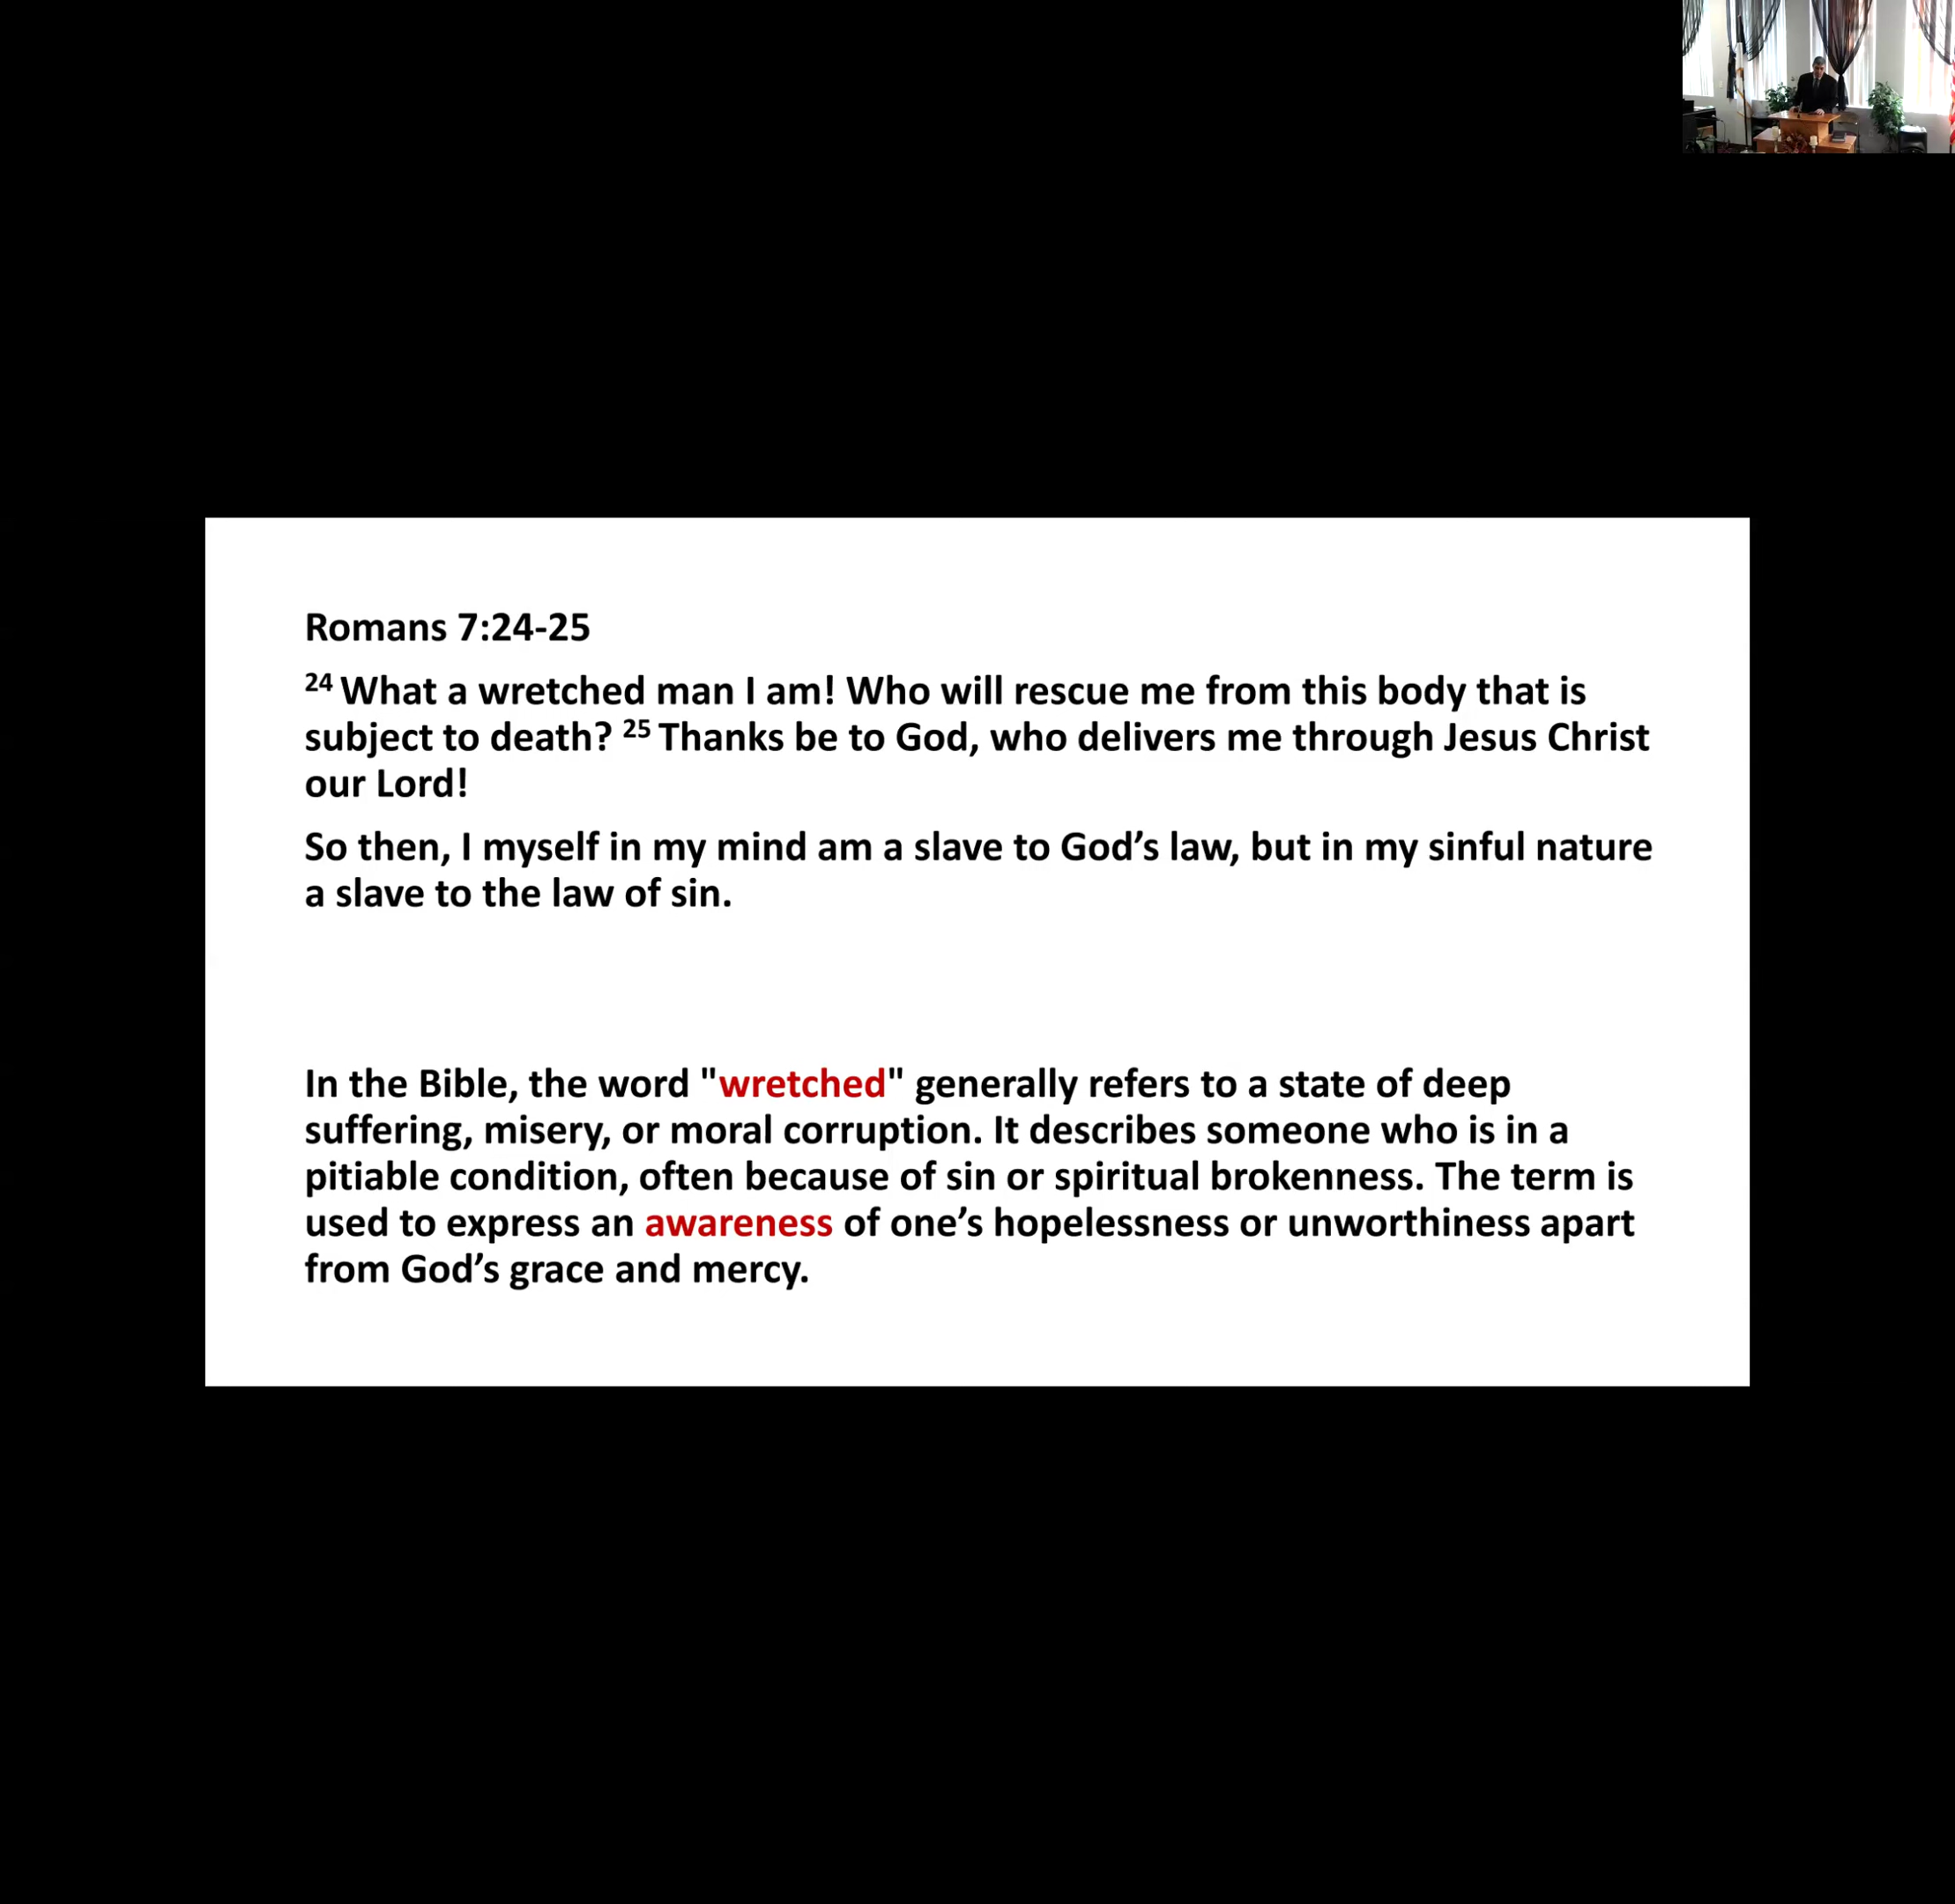 Romans 7:24-25
24 What a wretched man I am! Who will rescue me from this body that is
subject to death? 25 Thanks be to God, who delivers me through Jesus Christ
our Lord!
So then, I myself in my mind am a slave to God’s law, but in my sinful nature
a slave to the law of sin.
In the Bible, the word "wretched" generally refers to a state of deep
suffering, misery, or moral corruption. It describes someone who is in a
pitiable condition, often because of sin or spiritual brokenness. The term is
used to express an awareness of one’s hopelessness or unworthiness apart
from God’s grace and mercy.